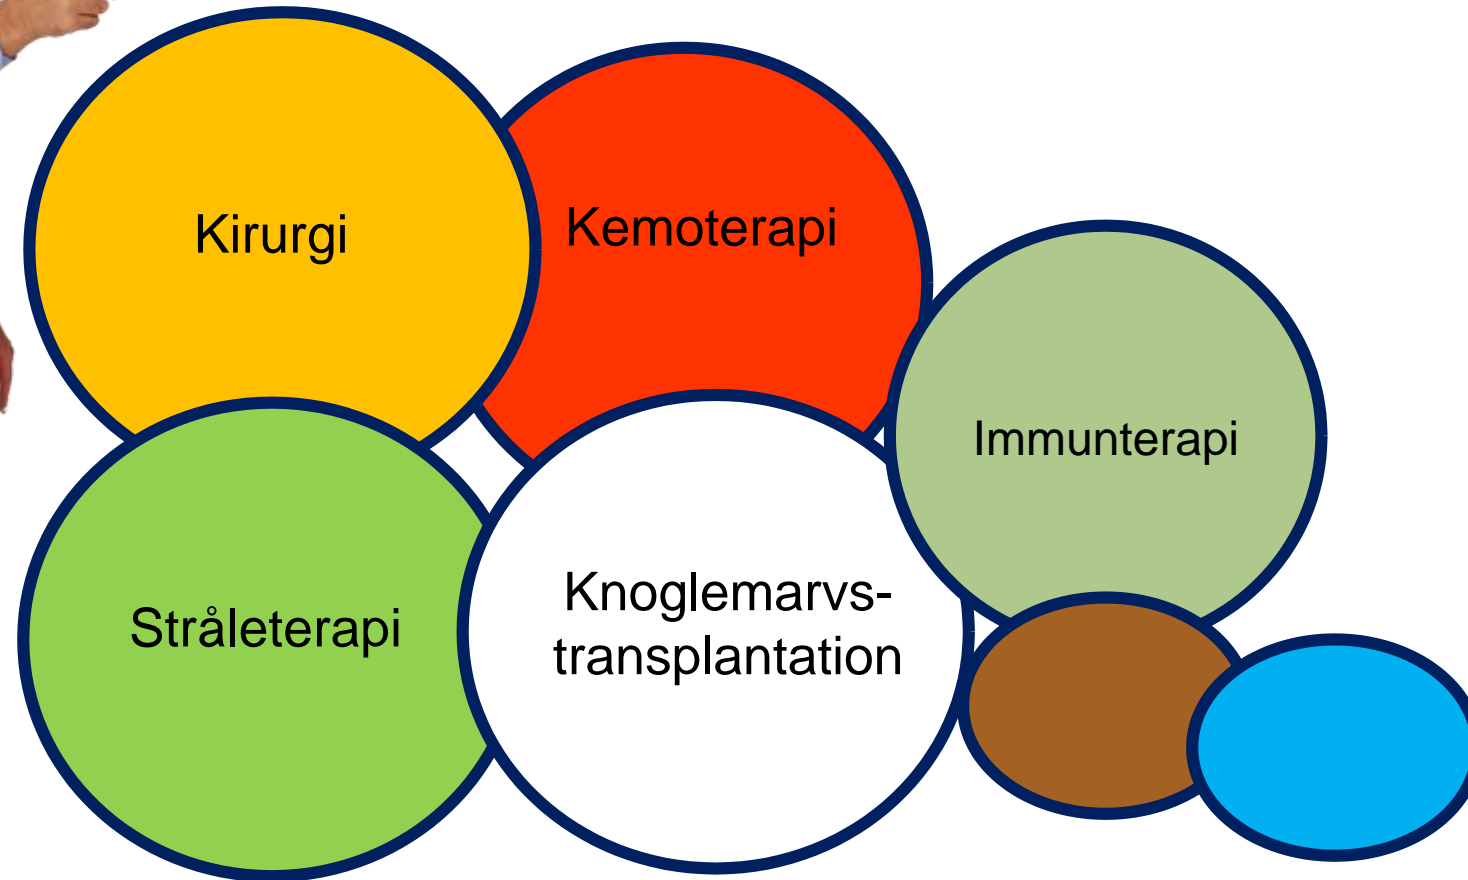 Kirurgi
Kemoterapi
Immunterapi
Stråleterapi
Knoglemarvs-
transplantation